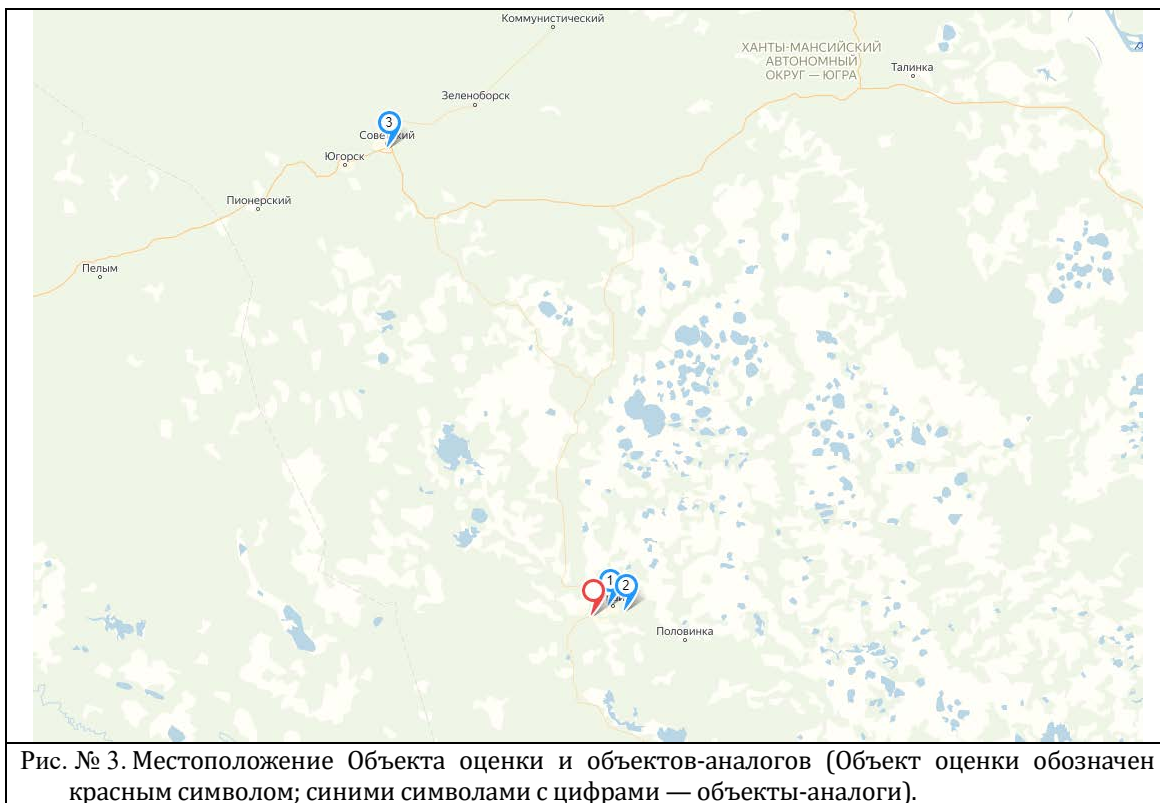 Коммунистический
ХАНТЫ-МАНСИЙСКИЙ
АВТОНОМНЫЙ
ОКРУГ — ЮГРА
Талинка
Зеленоборск
3
Советский
Югорск
Пионерский
Пелым
1
2
Половинка
Рис. № 3. Местоположение Объекта оценки и объектов-аналогов (Объект оценки обозначен
красным символом; синими символами с цифрами — объекты-аналоги).